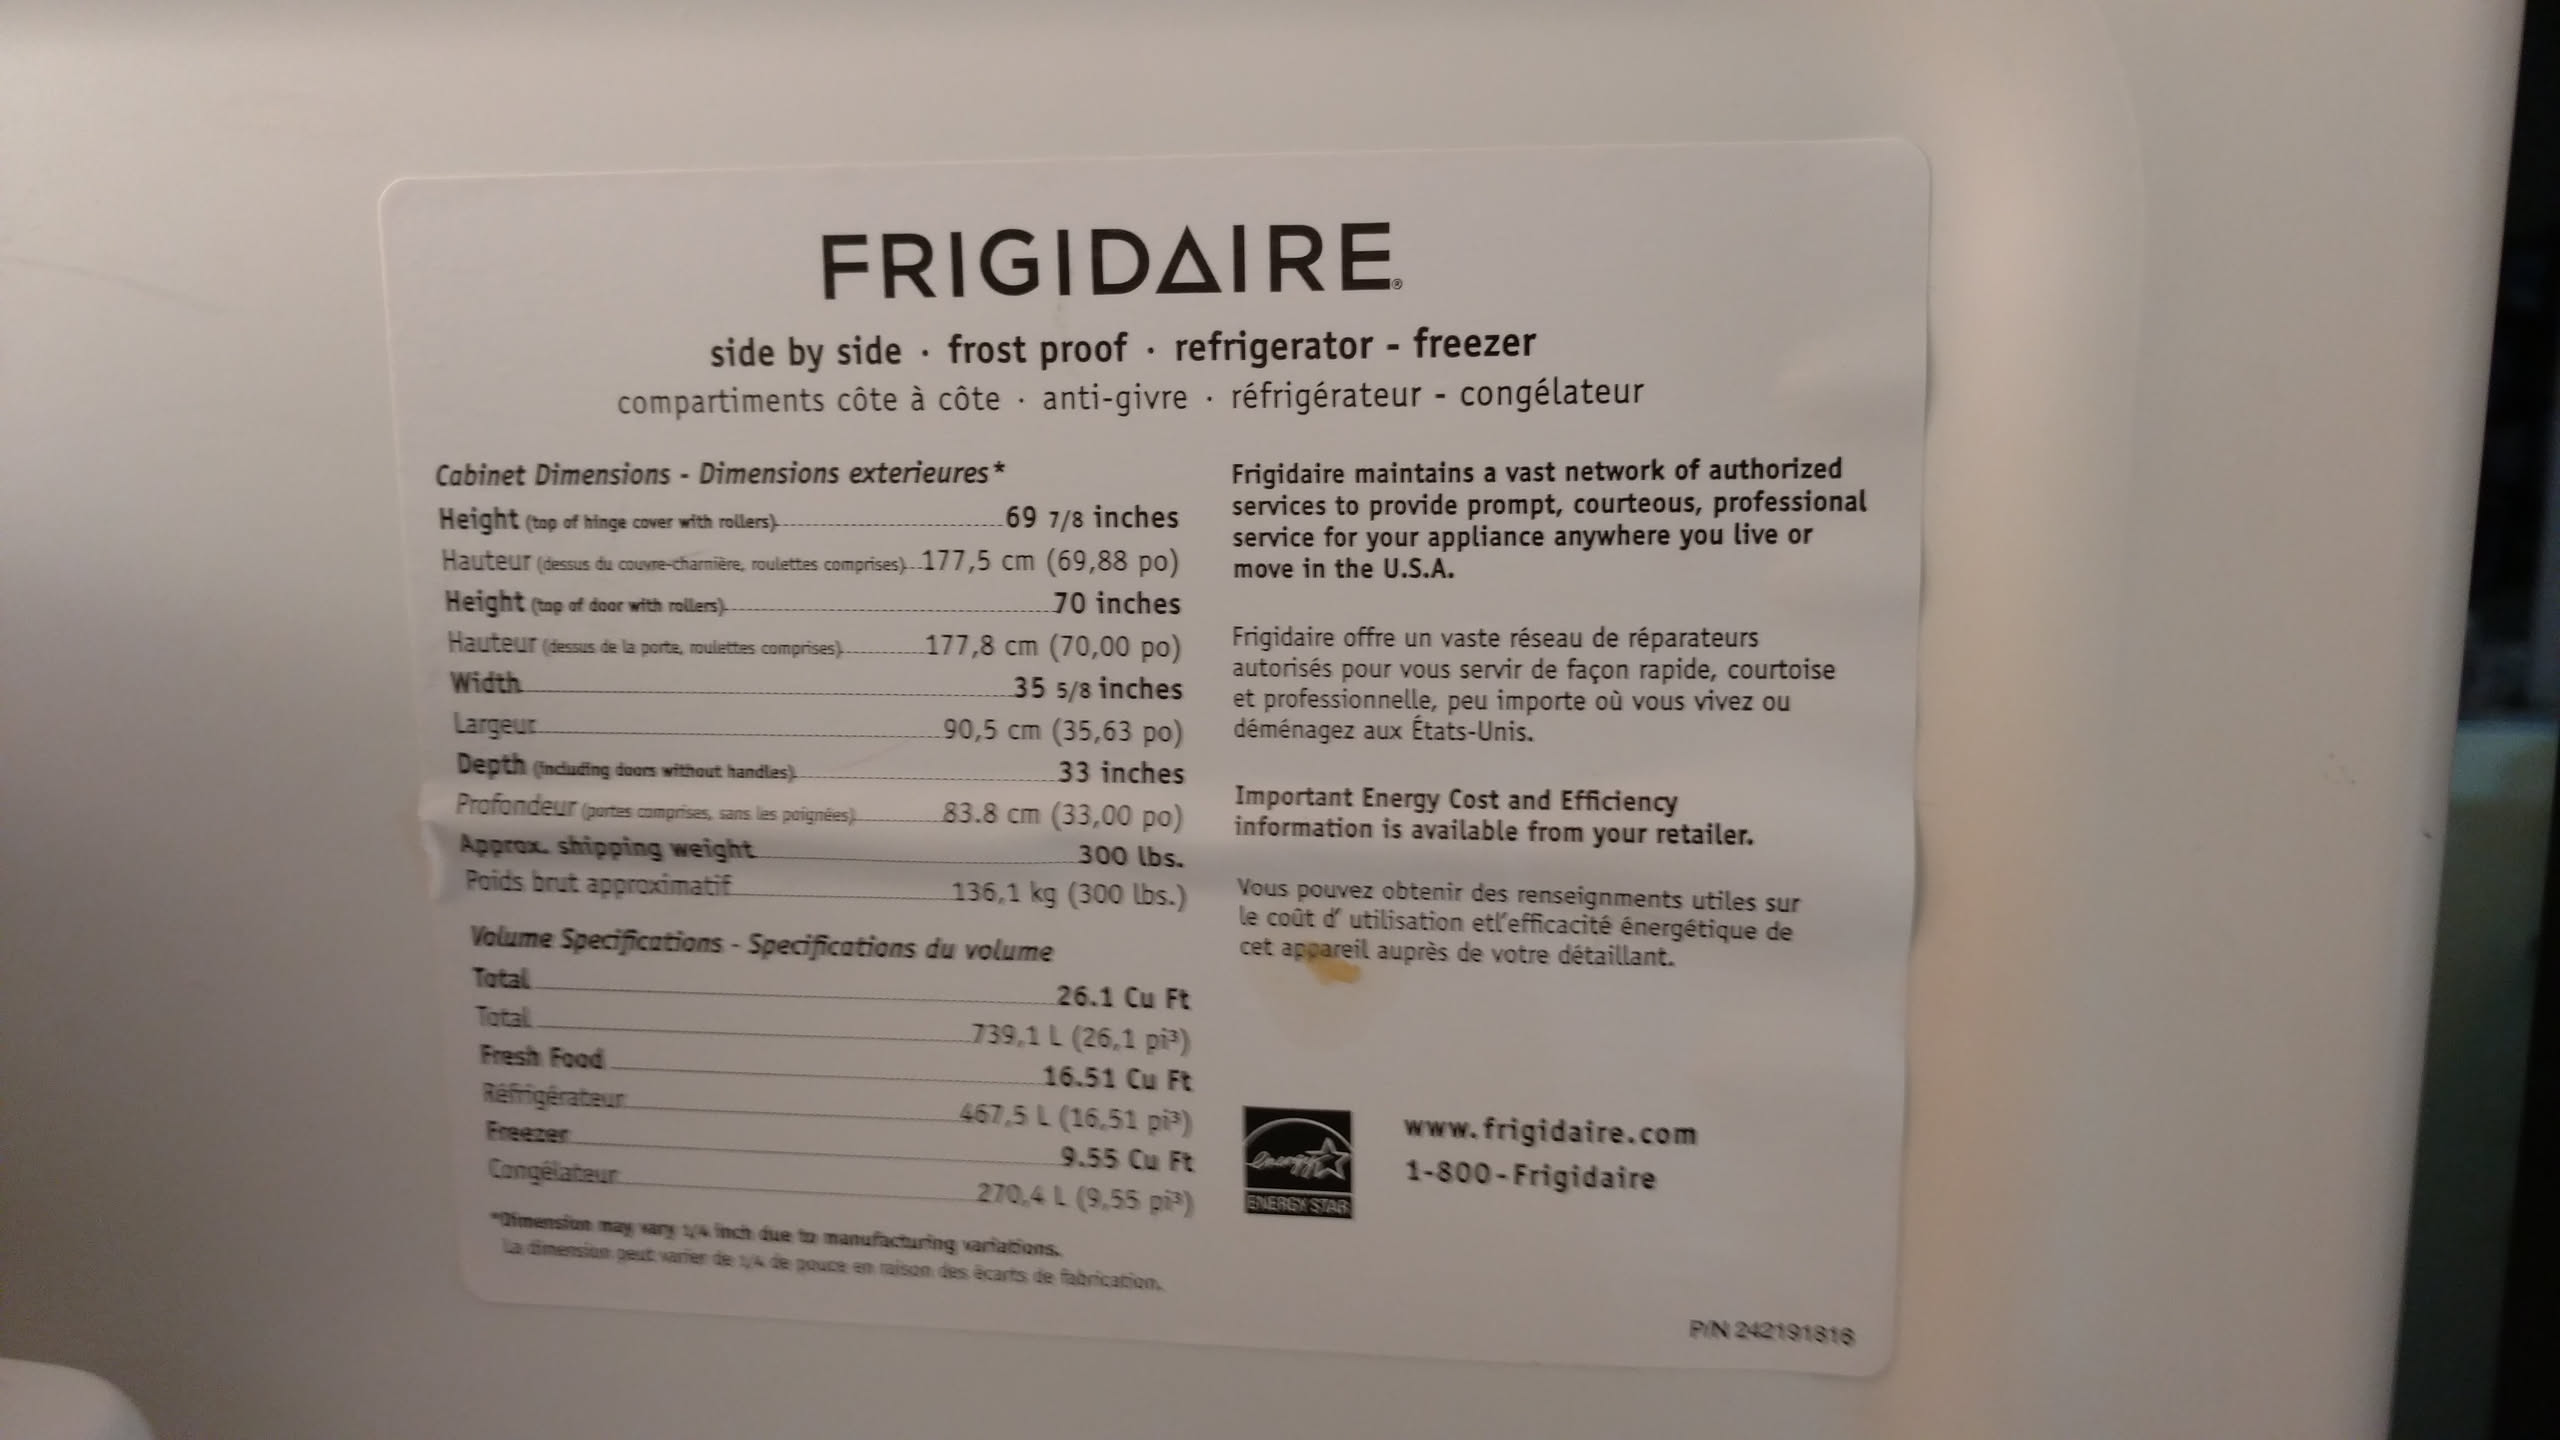 FRIGIDAIRE®
side by side · frost proof · refrigerator - freezer
compartiments côte à côte · anti-givre · réfrigérateur - congélateur
Cabinet Dimensions - Dimensions exterieures*
Height (top of hinge cover with rollers) 69 7/8 inches
Hauteur (dessus du couvre-charnière, roulettes comprises) 177,5 cm (69,88 po)
Height (top of door with rollers) 70 inches
Hauteur (dessus de la porte, roulettes comprises) 177,8 cm (70,00 po)
Width 35 5/8 inches
Largeur 90,5 cm (35,63 po)
Depth (including doors without handles) 33 inches
Profondeur (portes comprises, sans les poignées) 83.8 cm (33,00 po)
Approx. shipping weight 300 lbs.
Poids brut approximatif 136,1 kg (300 lbs.)
Volume Specifications - Specifications du volume
Total 26.1 Cu Ft
Total 739,1 L (26,1 pi³)
Fresh Food 16.51 Cu Ft
Réfrigérateur 467,5 L (16,51 pi³)
Freezer 9.55 Cu Ft
Congélateur 270,4 L (9,55 pi³)
*Dimension may vary 1/4 inch due to manufacturing variations.
La dimension peut varier de 1/4 de pouce en raison des écarts de fabrication.
Frigidaire maintains a vast network of authorized
services to provide prompt, courteous, professional
service for your appliance anywhere you live or
move in the U.S.A.
Frigidaire offre un vaste réseau de réparateurs
autorisés pour vous servir de façon rapide, courtoise
et professionnelle, peu importe où vous vivez ou
déménagez aux États-Unis.
Important Energy Cost and Efficiency
information is available from your retailer.
Vous pouvez obtenir des renseignments utiles sur
le coût d' utilisation etl'efficacité énergétique de
cet appareil auprès de votre détaillant.
energy
ENERGY STAR
www.frigidaire.com
1-800-Frigidaire
P/N 242191816